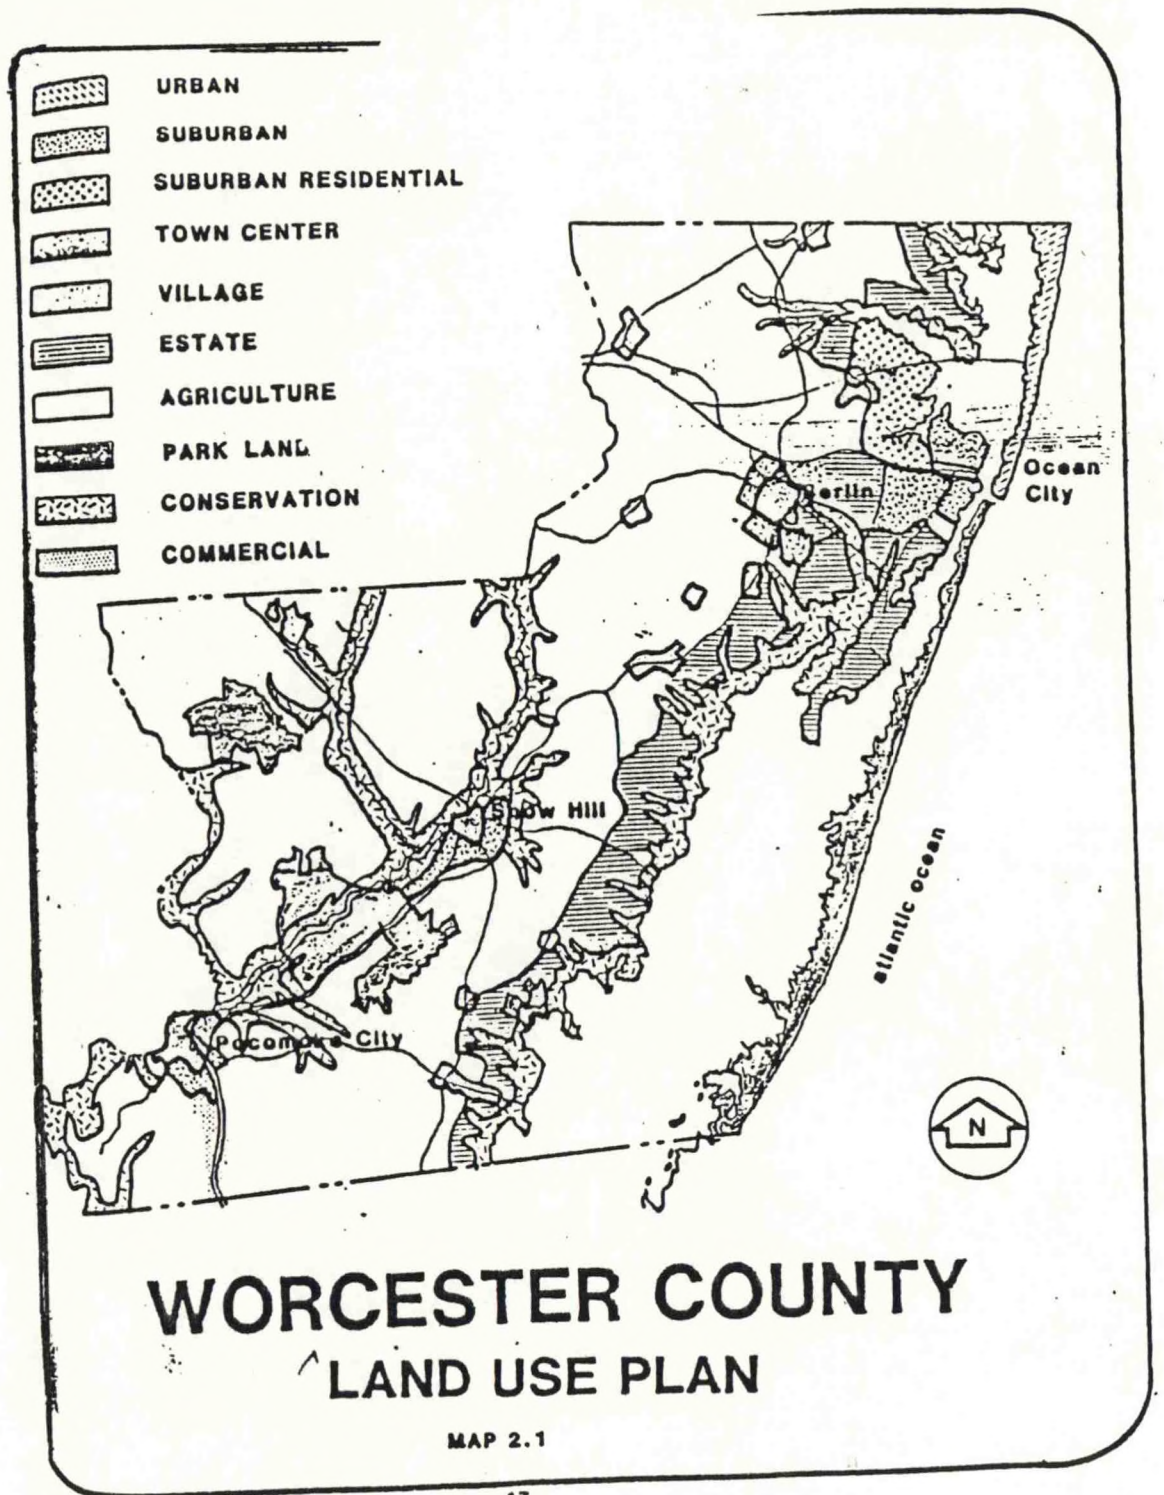 URBAN
SUBURBAN
SUBURBAN RESIDENTIAL
TOWN CENTER
VILLAGE
ESTATE
AGRICULTURE
PARK LAND
CONSERVATION
COMMERCIAL
Ocean
City
Berlin
Snow Hill
atlantic ocean
Pocomoke City
N
WORCESTER COUNTY
LAND USE PLAN
MAP 2.1